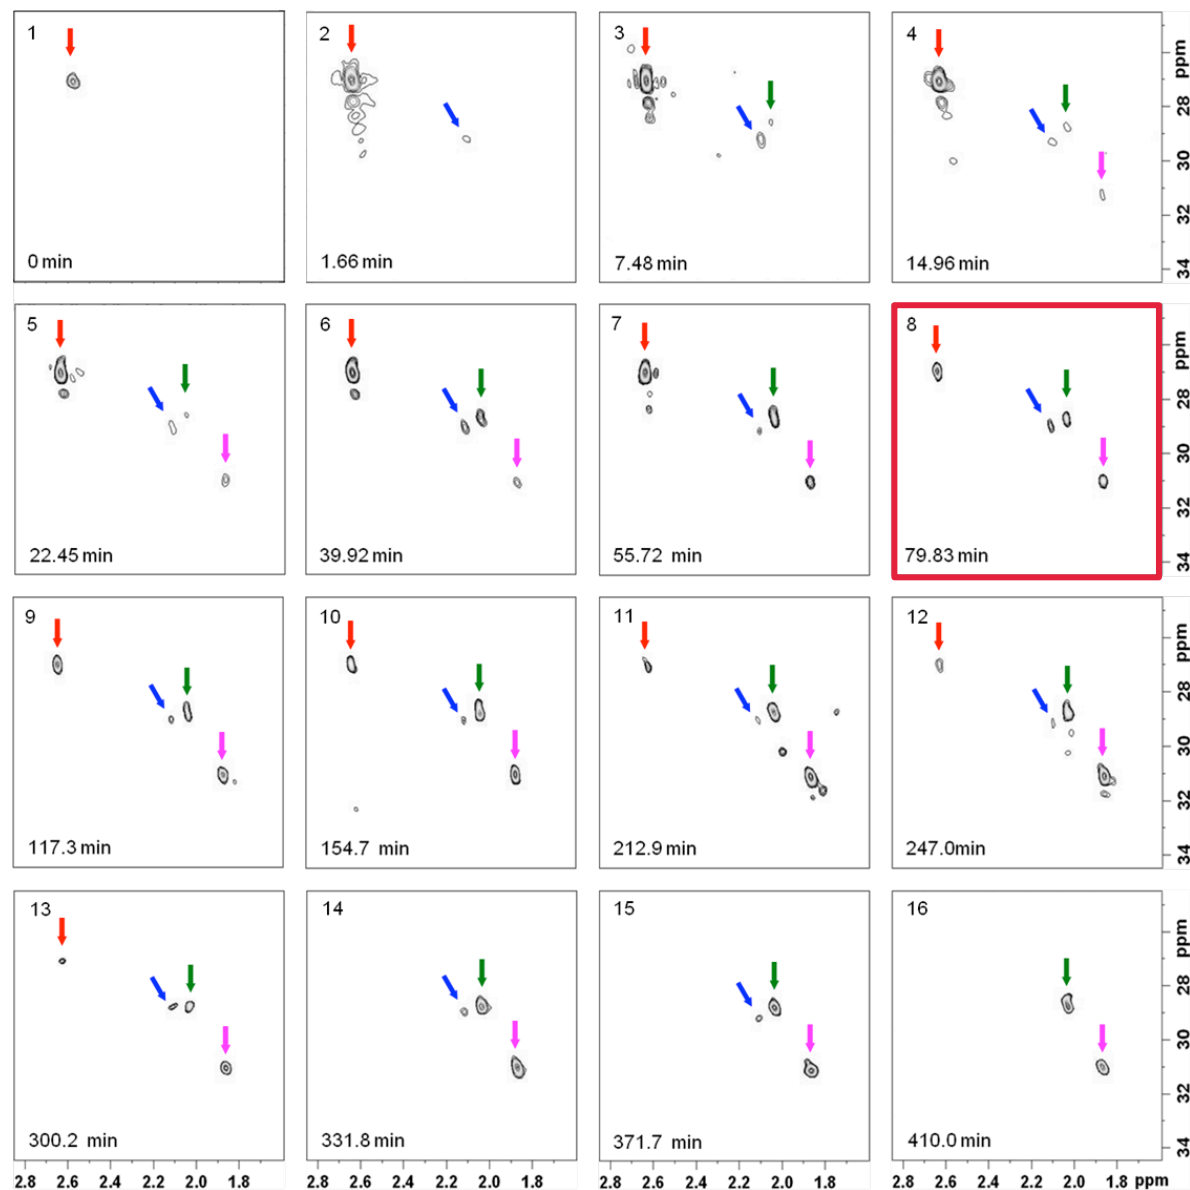 1
0 min
2
1.66 min
3
7.48 min
4
14.96 min
ppm
28
30
32
34
5
22.45 min
6
39.92 min
7
55.72 min
8
79.83 min
ppm
28
30
32
34
9
117.3 min
10
154.7 min
11
212.9 min
12
247.0min
ppm
28
30
32
34
13
300.2 min
14
331.8 min
15
371.7 min
16
410.0 min
ppm
28
30
32
34
2.8 2.6 2.4 2.2 2.0 1.8
2.8 2.6 2.4 2.2 2.0 1.8
2.8 2.6 2.4 2.2 2.0 1.8
2.8 2.6 2.4 2.2 2.0 1.8 ppm